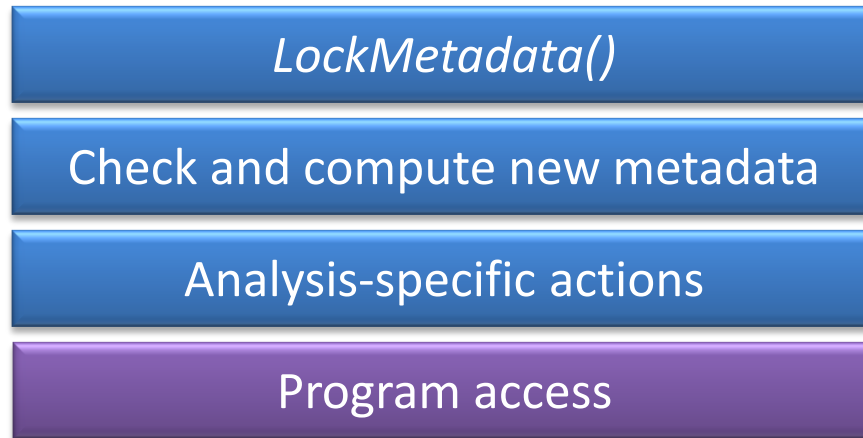 LockMetadata()
Check and compute new metadata
Analysis-specific actions
Program access